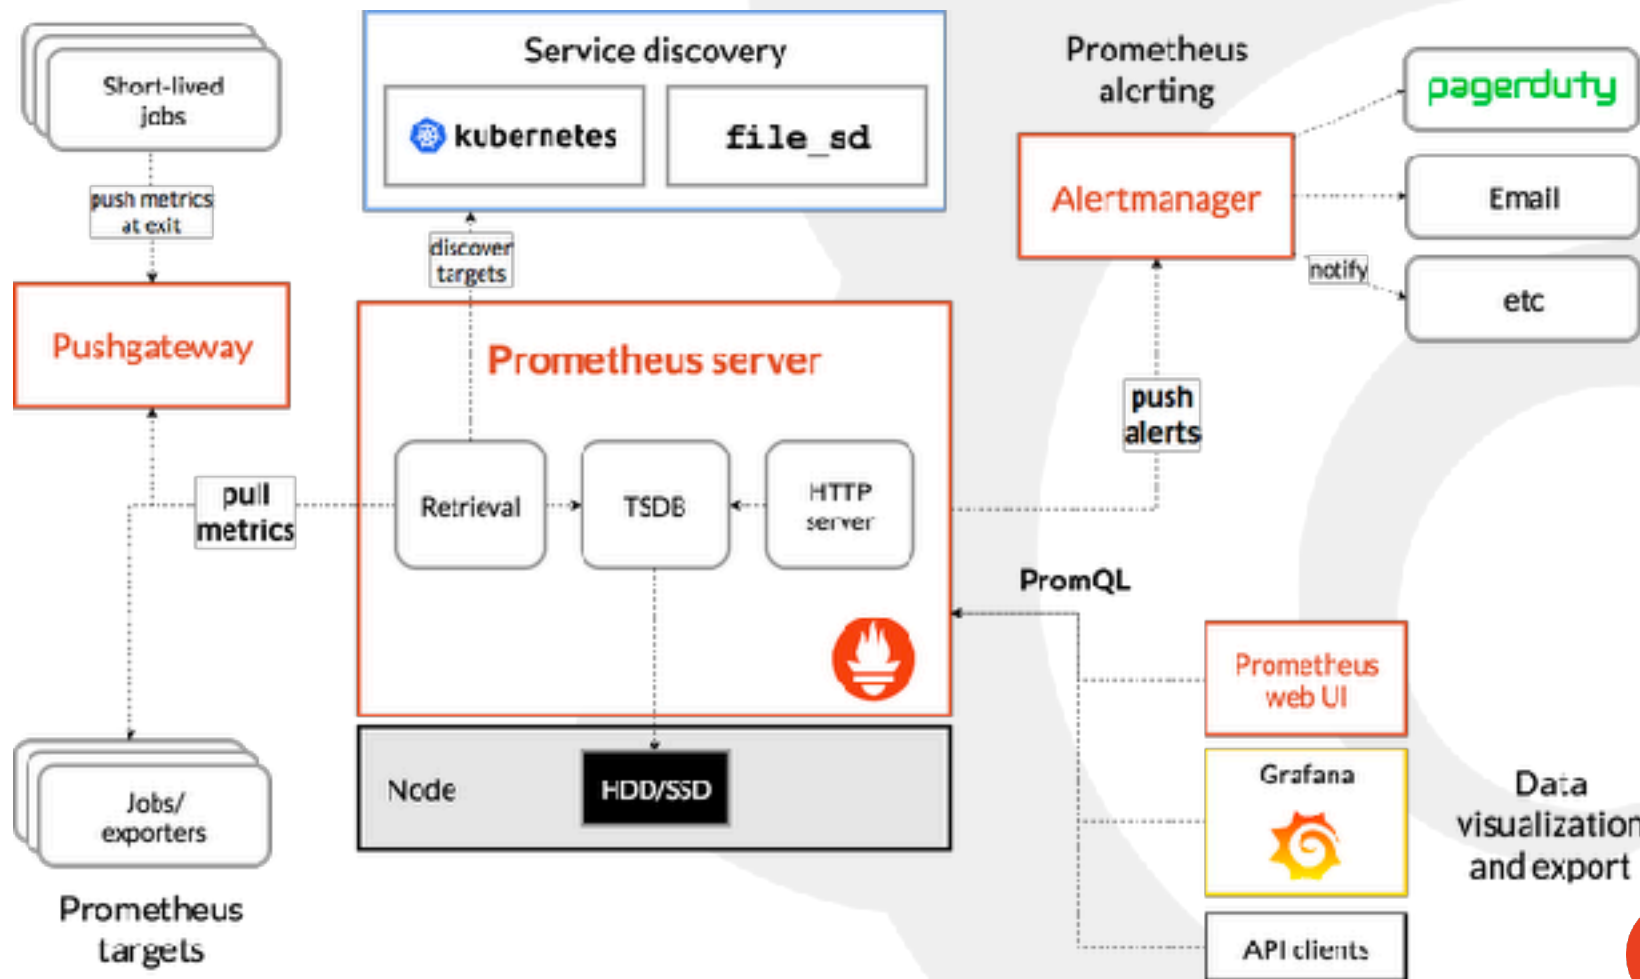 Short-lived
jobs
push metrics
at exit
Pushgateway
pull
metrics
Jobs/
exporters
Prometheus
targets
Service discovery
kubernetes
file_sd
discover
targets
Prometheus server
Retrieval
TSDB
HTTP
server
Node
HDD/SSD
Prometheus
alerting
Alertmanager
pagerduty
Email
notify
etc
push
alerts
PromQL
Prometheus
web UI
Grafana
API clients
Data
visualization
and export